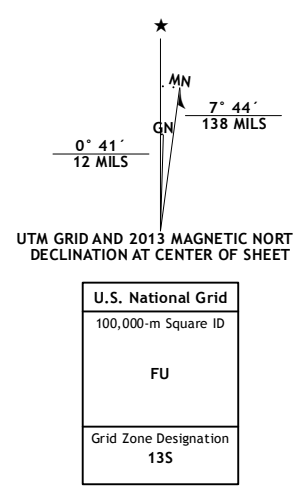 ★
MN
7° 44´
138 MILS
GN
0° 41´
12 MILS
UTM GRID AND 2013 MAGNETIC NORT
DECLINATION AT CENTER OF SHEET
U.S. National Grid
100,000-m Square ID
FU
Grid Zone Designation
13S